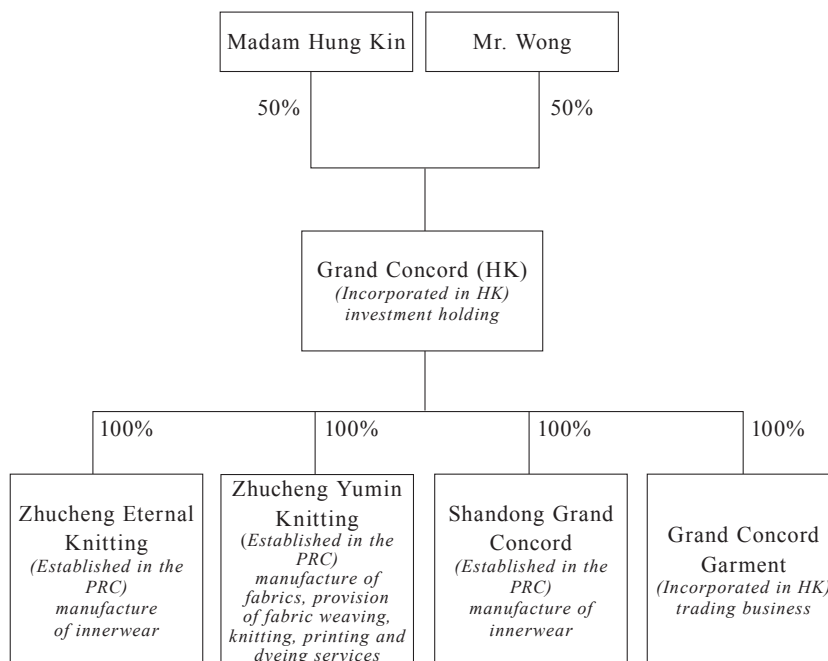 Madam Hung Kin
Mr. Wong
50%
50%
Grand Concord (HK)
(Incorporated in HK)
investment holding
100%
100%
100%
100%
Zhucheng Eternal
Knitting
(Established in the
PRC)
manufacture
of innerwear
Zhucheng Yumin
Knitting
(Established in the
PRC)
manufacture of
fabrics, provision
of fabric weaving,
knitting, printing and
dyeing services
Shandong Grand
Concord
(Established in the
PRC)
manufacture of
innerwear
Grand Concord
Garment
(Incorporated in HK)
trading business